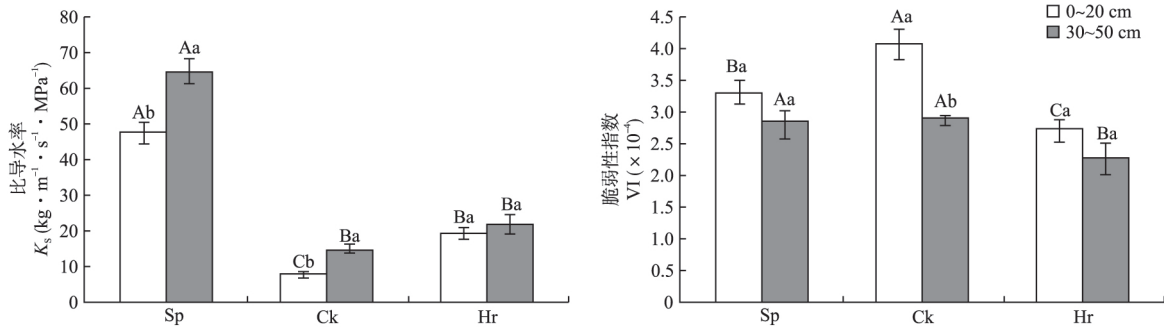 比导水率
Ks (kg·m⁻¹·s⁻¹·MPa⁻¹)
80
70
60
50
40
30
20
10
0
Ab
Aa
Cb
Ba
Ba
Ba
Sp
Ck
Hr
脆弱性指数
VI (×10⁻⁴)
4.5
4.0
3.5
3.0
2.5
2.0
1.5
1.0
0.5
0
0~20 cm
30~50 cm
Ba
Aa
Aa
Ab
Ca
Ba
Sp
Ck
Hr